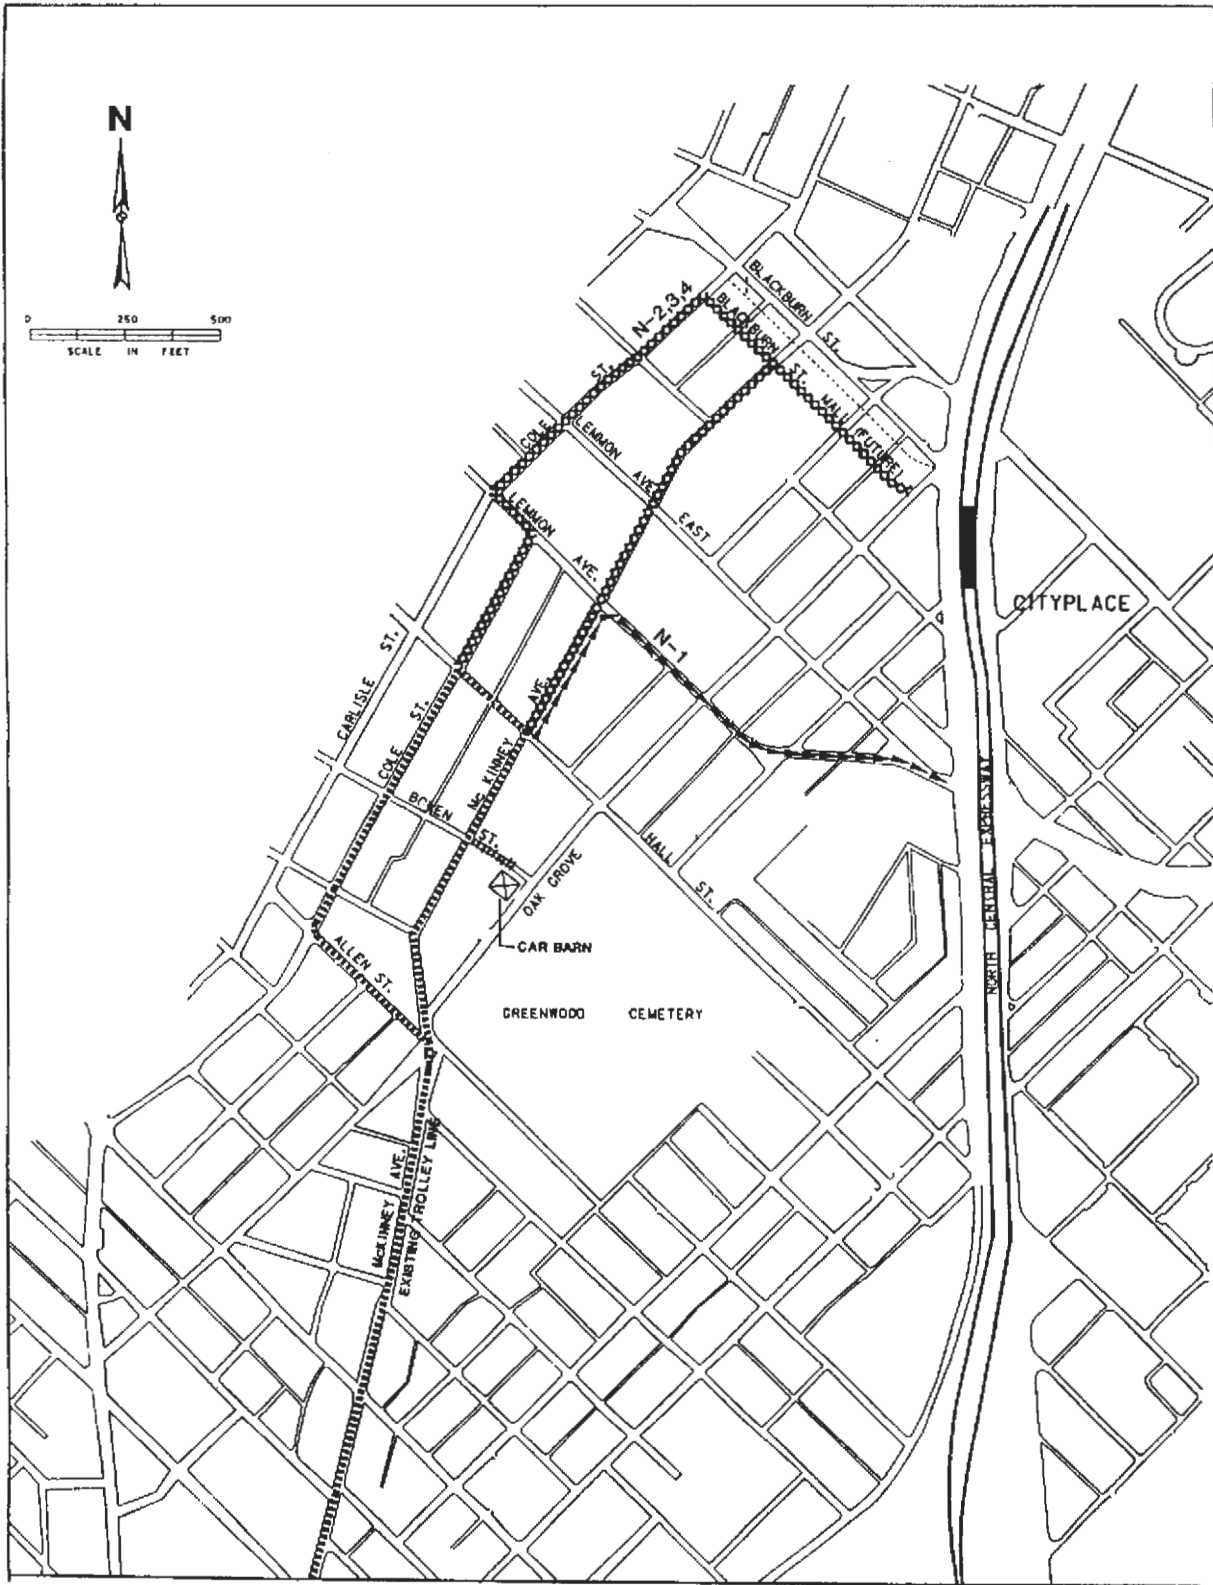 N
0 250 500
SCALE IN FEET
BLACKBURN ST.
N-2,3,4
BLACKBURN ST. MALL (FUTURE)
COLE ST.
LEMMON AVE. EAST
LEMMON AVE.
N-1
CITYPLACE
CARLISLE ST.
COLE ST.
Mc KINNEY AVE.
BOWEN ST.
HALL ST.
OAK GROVE
CAR BARN
ALLEN ST.
GREENWOOD CEMETERY
NORTH CENTRAL EXPRESSWAY
McKINNEY AVE.
EXISTING TROLLEY LINE